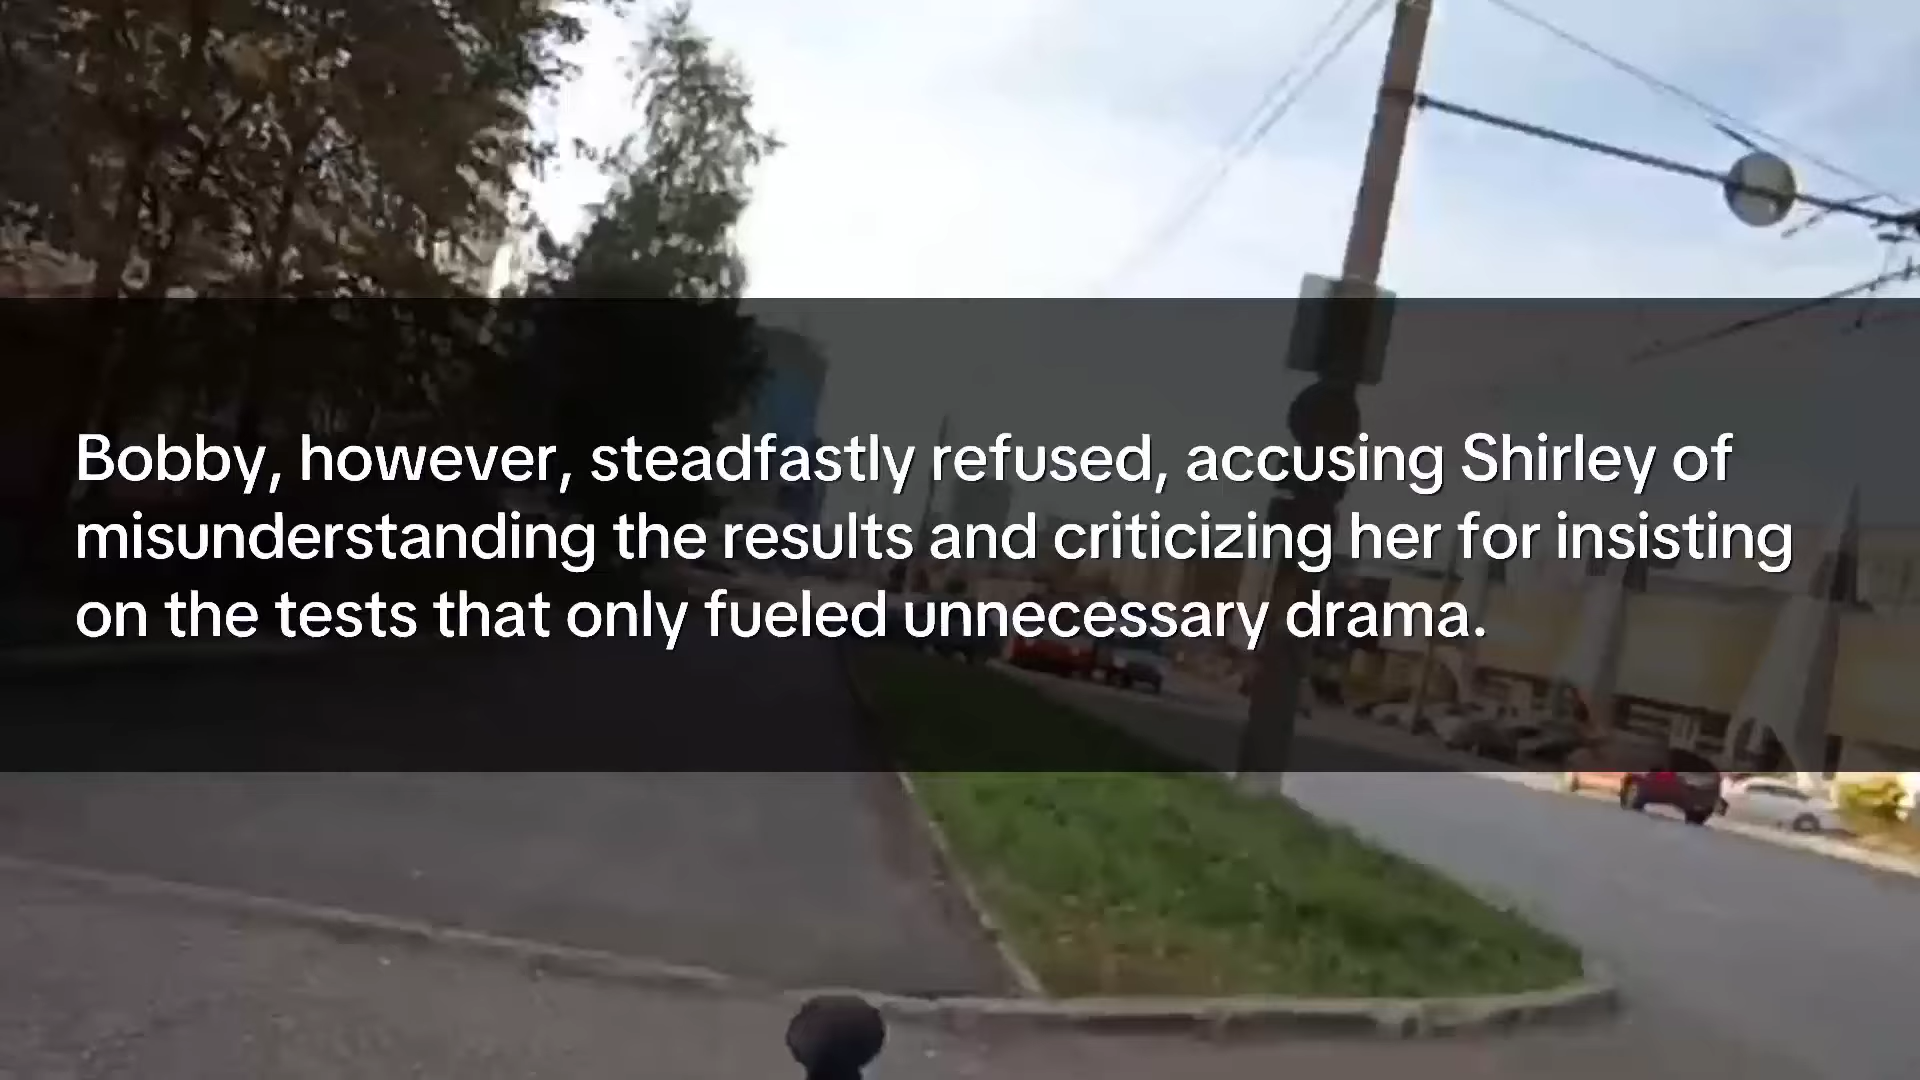 Bobby, however, steadfastly refused, accusing Shirley of
misunderstanding the results and criticizing her for insisting
on the tests that only fueled unnecessary drama.